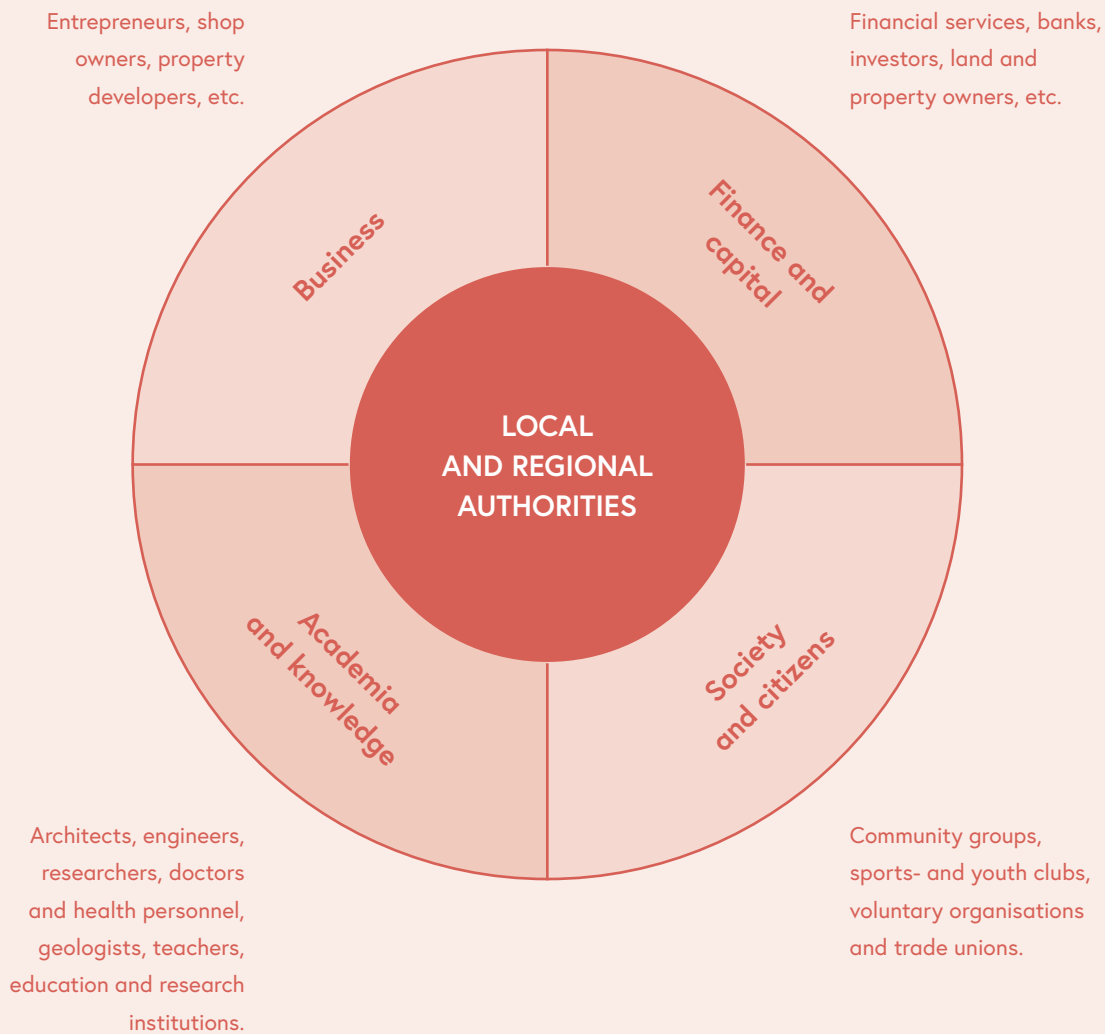 Entrepreneurs, shop
owners, property
developers, etc.
Financial services, banks,
investors, land and
property owners, etc.
Business
Finance and
capital
LOCAL
AND REGIONAL
AUTHORITIES
Academia
and knowledge
Society
and citizens
Architects, engineers,
researchers, doctors
and health personnel,
geologists, teachers,
education and research
institutions.
Community groups,
sports- and youth clubs,
voluntary organisations
and trade unions.